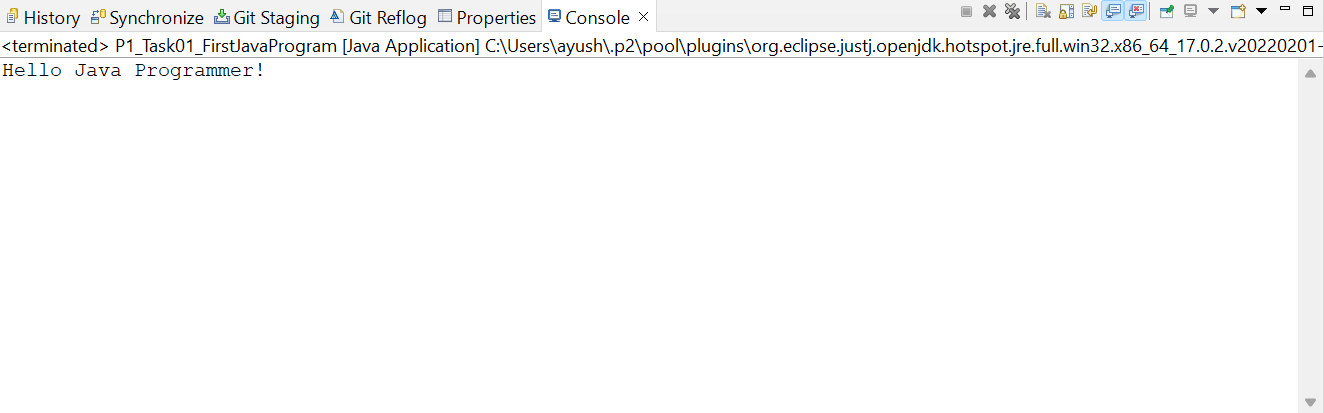 History Synchronize Git Staging Git Reflog Properties Console
<terminated> P1_Task01_FirstJavaProgram [Java Application] C:\Users\ayush\.p2\pool\plugins\org.eclipse.justj.openjdk.hotspot.jre.full.win32.x86_64_17.0.2.v20220201-
Hello Java Programmer!